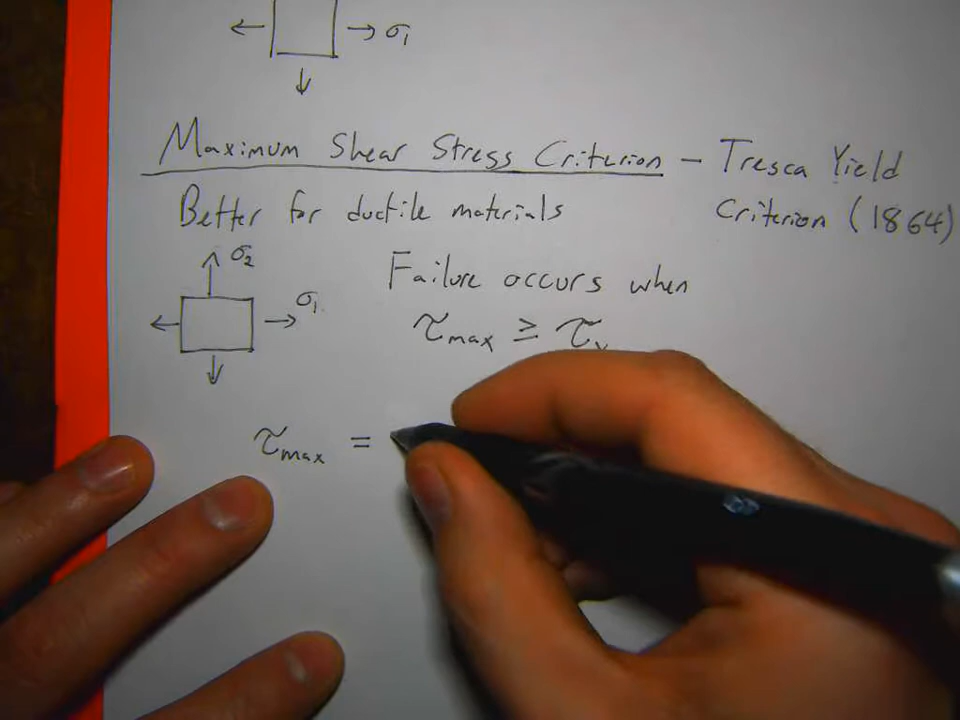 σ₁
Maximum Shear Stress Criterion – Tresca Yield
Better for ductile materials Criterion (1864)
σ₂
Failure occurs when
σ₁
τmax ≥ τy
τmax =